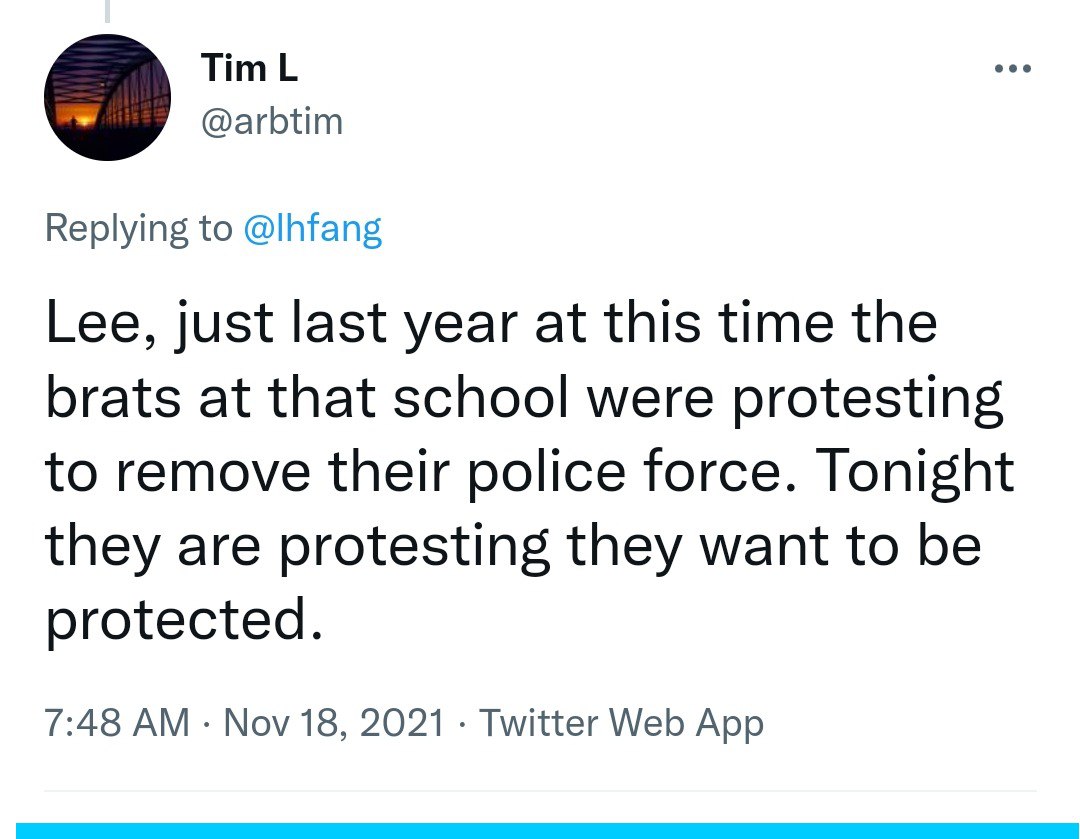 Tim L
@arbtim
Replying to @lhfang
Lee, just last year at this time the
brats at that school were protesting
to remove their police force. Tonight
they are protesting they want to be
protected.
7:48 AM · Nov 18, 2021 · Twitter Web App